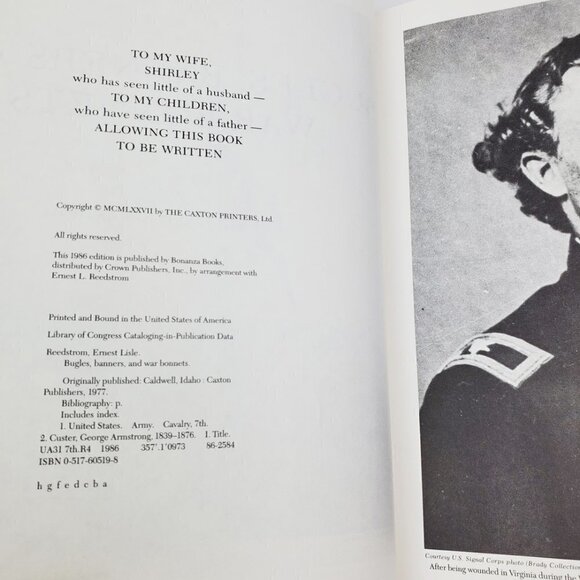 TO MY WIFE,
SHIRLEY
who has seen little of a husband —
TO MY CHILDREN,
who have seen little of a father —
ALLOWING THIS BOOK
TO BE WRITTEN
Copyright © MCMLXXVII by THE CAXTON PRINTERS, Ltd.
All rights reserved.
This 1986 edition is published by Bonanza Books,
distributed by Crown Publishers, Inc., by arrangement with
Ernest L. Reedstrom
Printed and Bound in the United States of America
Library of Congress Cataloging-in-Publication Data
Reedstrom, Ernest Lisle.
Bugles, banners, and war bonnets.
Originally published: Caldwell, Idaho : Caxton
Publishers, 1977.
Bibliography: p.
Includes index.
1. United States. Army. Cavalry, 7th.
2. Custer, George Armstrong, 1839–1876. I. Title.
UA31 7th.R4 1986 357'.1'0973 86-2584
ISBN 0-517-60519-8
h g f e d c b a
Courtesy U.S. Signal Corps photo (Brady Collection
After being wounded in Virginia during the